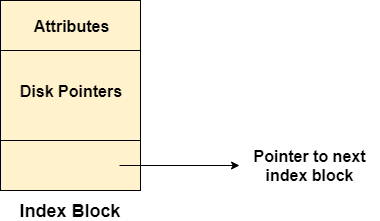 Attributes
Disk Pointers
Pointer to next
index block
Index Block